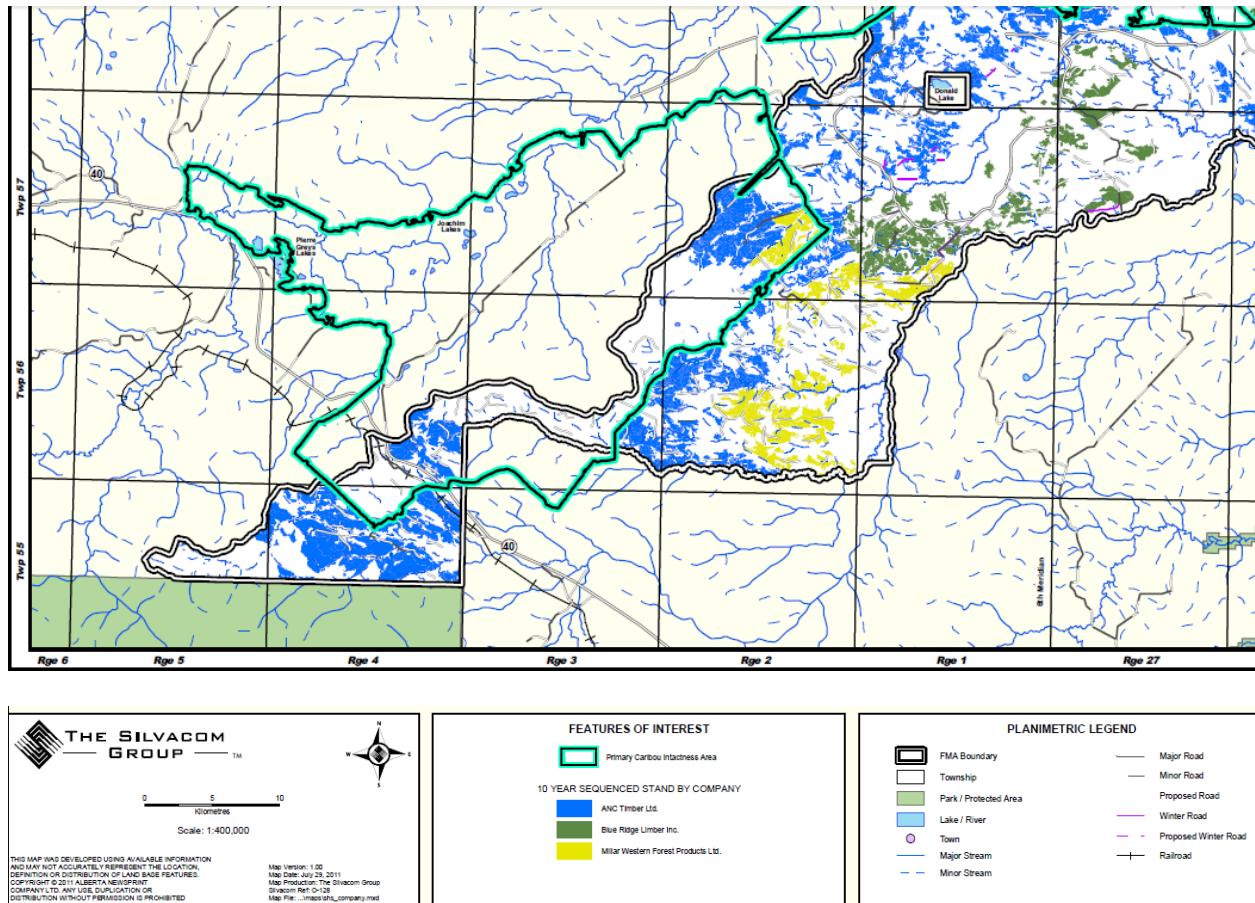 Donald
Lake
40
Twp 57
Joachim
Lakes
Pierre
Greys
Lakes
Twp 56
40
Twp 55
6th Meridian
Rge 6
Rge 5
Rge 4
Rge 3
Rge 2
Rge 1
Rge 27
THE SILVACOM
GROUP TM
N
W E
S
0 5 10
Kilometres
Scale: 1:400,000
THIS MAP WAS DEVELOPED USING AVAILABLE INFORMATION
AND MAY NOT ACCURATELY REPRESENT THE LOCATION,
DEFINITION OR DISTRIBUTION OF LAND BASE FEATURES.
COPYRIGHT © 2011 ALBERTA NEWSPRINT
COMPANY LTD. ANY USE, DUPLICATION OR
DISTRIBUTION WITHOUT PERMISSION IS PROHIBITED
Map Version: 1.00
Map Date: July 29, 2011
Map Production: The Silvacom Group
Silvacom Ref: O-128
Map File: ...\maps\shs_company.mxd
FEATURES OF INTEREST
Primary Caribou Intactness Area
10 YEAR SEQUENCED STAND BY COMPANY
ANC Timber Ltd.
Blue Ridge Lumber Inc.
Millar Western Forest Products Ltd.
PLANIMETRIC LEGEND
FMA Boundary
Township
Park / Protected Area
Lake / River
Town
Major Stream
Minor Stream
Major Road
Minor Road
Proposed Road
Winter Road
Proposed Winter Road
Railroad